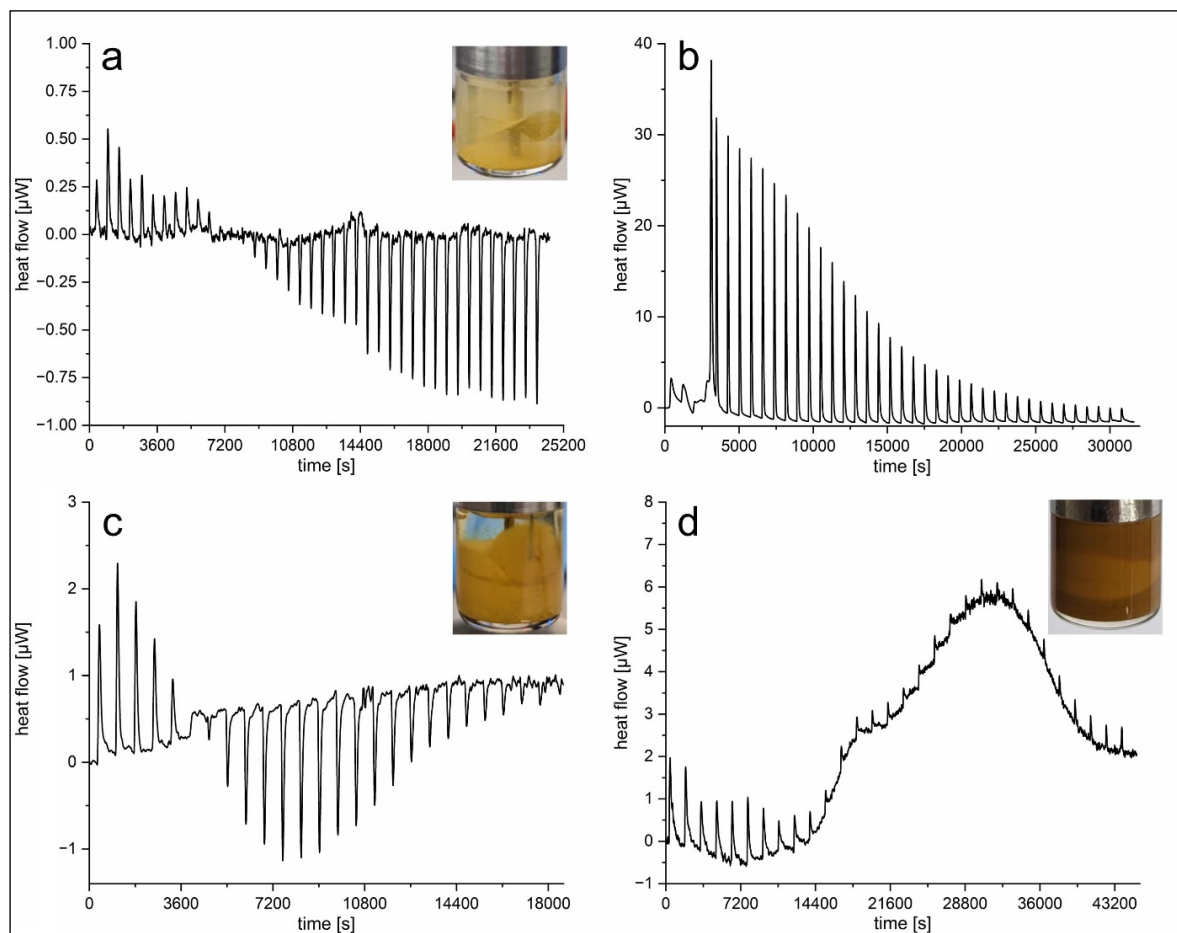 a
1.00
0.75
0.50
0.25
0.00
−0.25
−0.50
−0.75
−1.00
heat flow [µW]
0 3600 7200 10800 14400 18000 21600 25200
time [s]
b
40
30
20
10
0
heat flow [µW]
0 5000 10000 15000 20000 25000 30000
time [s]
c
3
2
1
0
−1
heat flow [µW]
0 3600 7200 10800 14400 18000
time [s]
d
8
7
6
5
4
3
2
1
0
−1
heat flow [µW]
0 7200 14400 21600 28800 36000 43200
time [s]